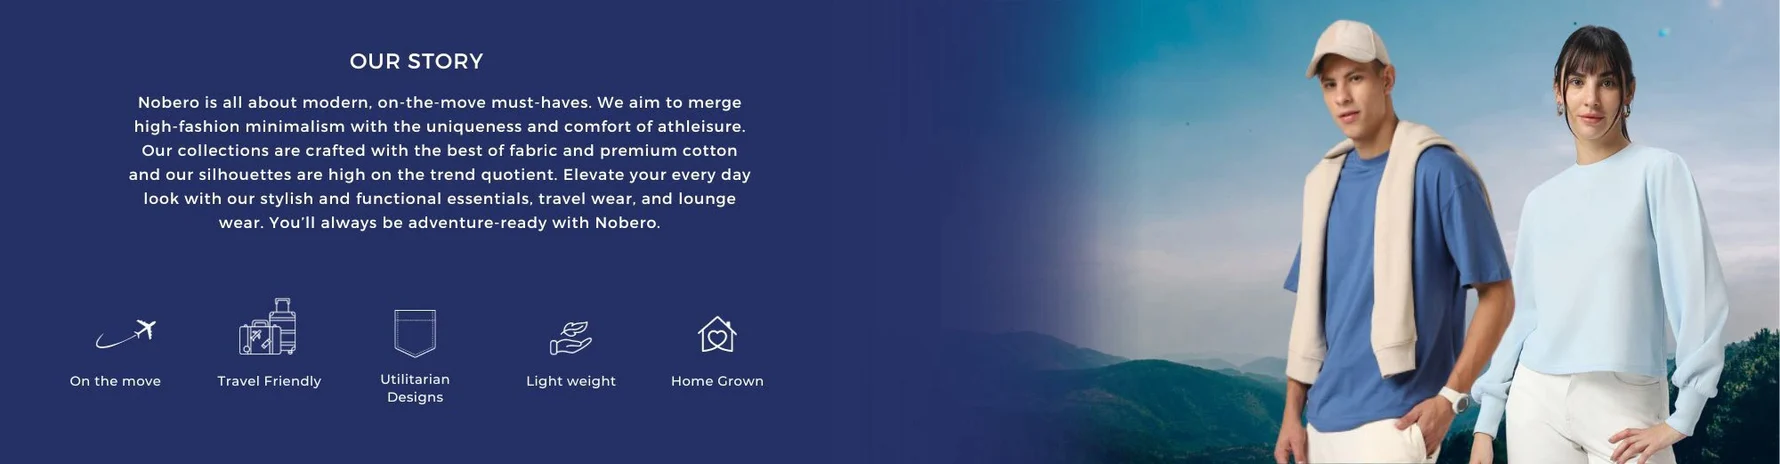 OUR STORY
Nobero is all about modern, on-the-move must-haves. We aim to merge
high-fashion minimalism with the uniqueness and comfort of athleisure.
Our collections are crafted with the best of fabric and premium cotton
and our silhouettes are high on the trend quotient. Elevate your every day
look with our stylish and functional essentials, travel wear, and lounge
wear. You’ll always be adventure-ready with Nobero.
On the move
Travel Friendly
Utilitarian
Designs
Light weight
Home Grown